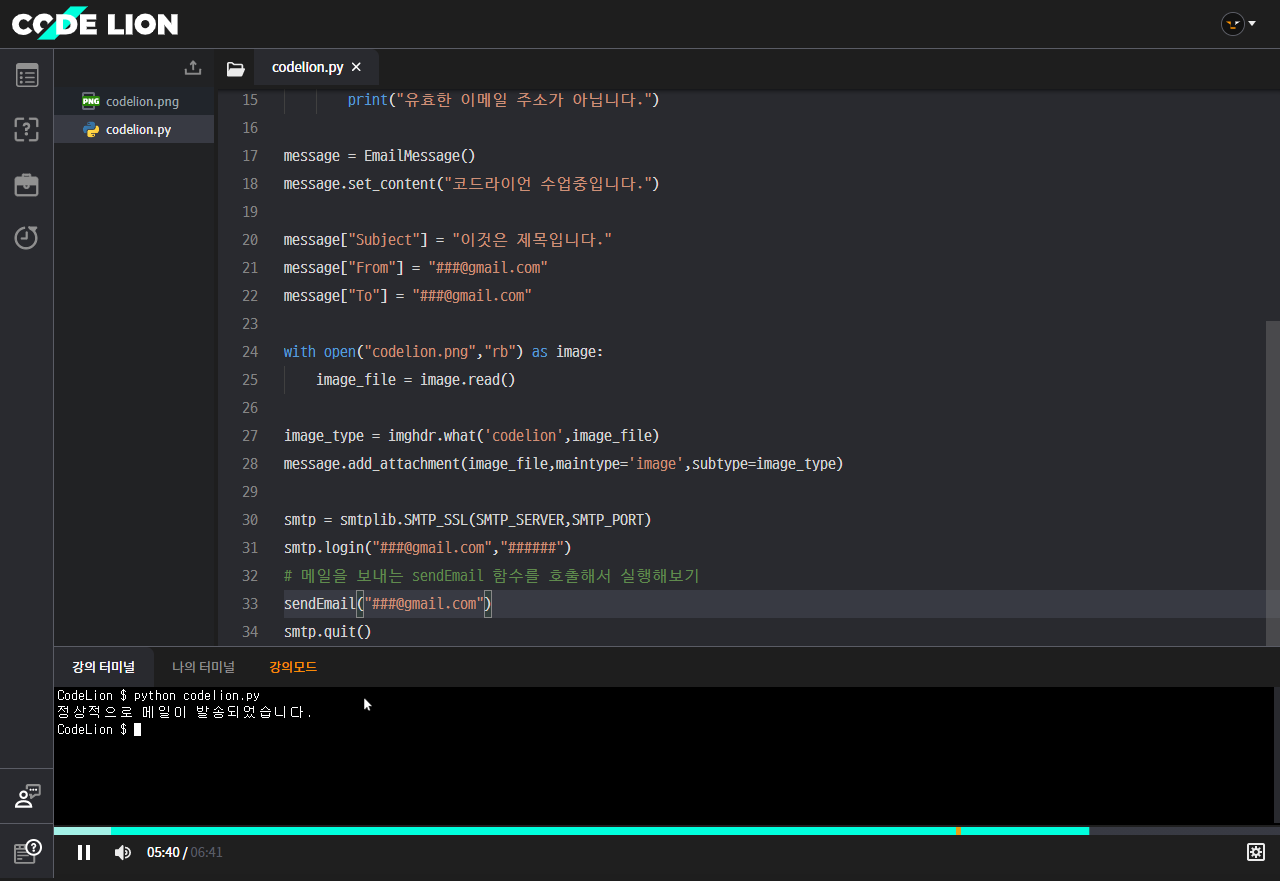 CODE LION
codelion.py
codelion.png
codelion.py
15 print("유효한 이메일 주소가 아닙니다.")
16
17 message = EmailMessage()
18 message.set_content("코드라이언 수업중입니다.")
19
20 message["Subject"] = "이것은 제목입니다."
21 message["From"] = "###@gmail.com"
22 message["To"] = "###@gmail.com"
23
24 with open("codelion.png","rb") as image:
25 image_file = image.read()
26
27 image_type = imghdr.what('codelion',image_file)
28 message.add_attachment(image_file,maintype='image',subtype=image_type)
29
30 smtp = smtplib.SMTP_SSL(SMTP_SERVER,SMTP_PORT)
31 smtp.login("###@gmail.com","######")
32 # 메일을 보내는 sendEmail 함수를 호출해서 실행해보기
33 sendEmail("###@gmail.com")
34 smtp.quit()
강의 터미널 나의 터미널 강의모드
CodeLion $ python codelion.py
정상적으로 메일이 발송되었습니다.
CodeLion $
05:40 / 06:41